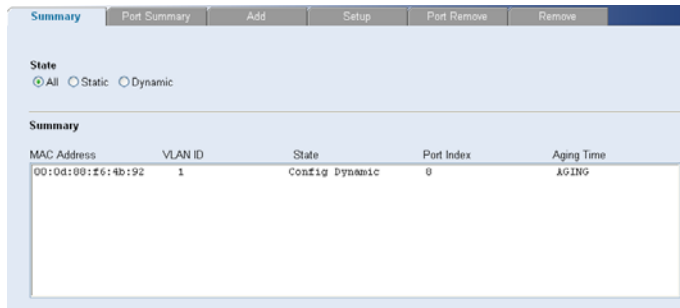 Summary Port Summary Add Setup Port Remove Remove
State
All Static Dynamic
Summary
MAC Address VLAN ID State Port Index Aging Time
00:0d:88:f6:4b:92 1 Config Dynamic 8 AGING